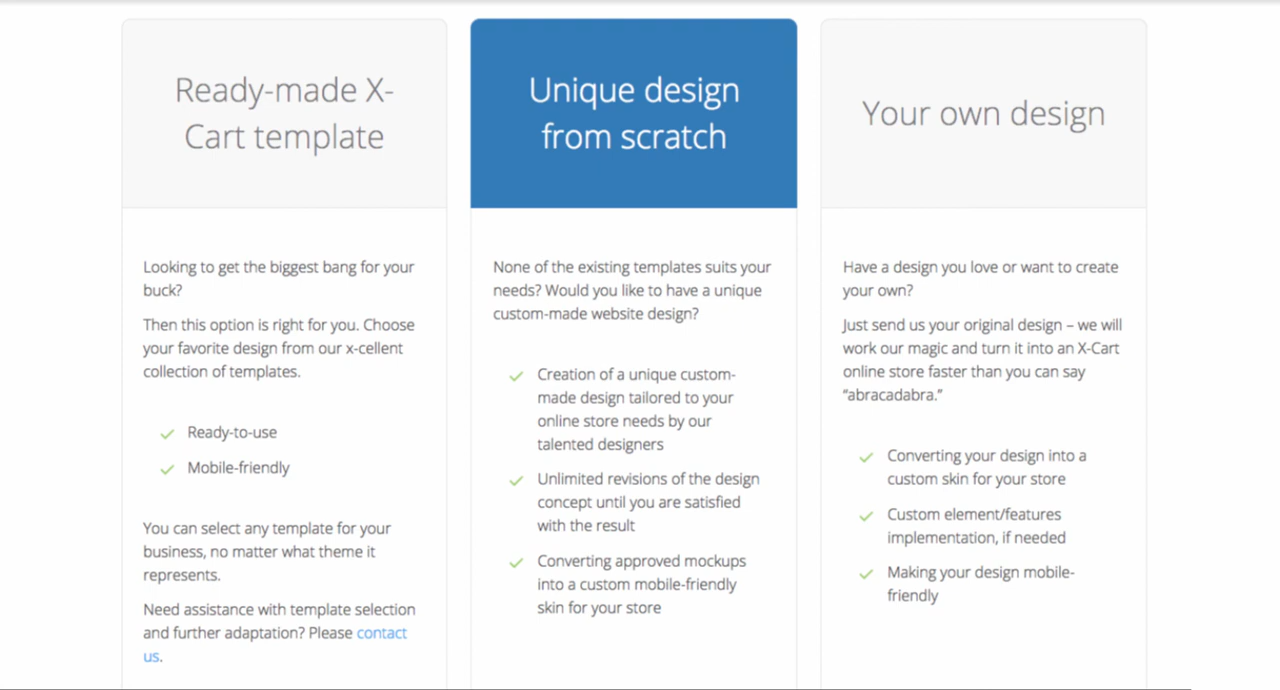 Ready-made X-
Cart template
Looking to get the biggest bang for your
buck?
Then this option is right for you. Choose
your favorite design from our x-cellent
collection of templates.
Ready-to-use
Mobile-friendly
You can select any template for your
business, no matter what theme it
represents.
Need assistance with template selection
and further adaptation? Please contact
us.
Unique design
from scratch
None of the existing templates suits your
needs? Would you like to have a unique
custom-made website design?
Creation of a unique custom-
made design tailored to your
online store needs by our
talented designers
Unlimited revisions of the design
concept until you are satisfied
with the result
Converting approved mockups
into a custom mobile-friendly
skin for your store
Your own design
Have a design you love or want to create
your own?
Just send us your original design – we will
work our magic and turn it into an X-Cart
online store faster than you can say
“abracadabra.”
Converting your design into a
custom skin for your store
Custom element/features
implementation, if needed
Making your design mobile-
friendly